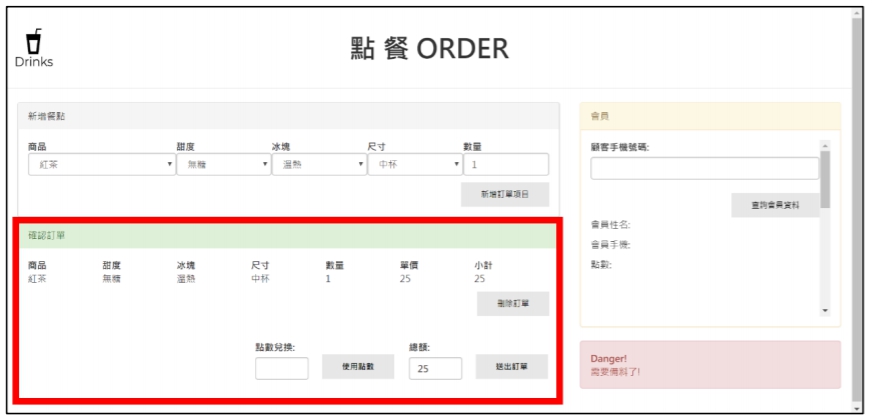 Drinks
點 餐 ORDER
新增餐點
商品 甜度 冰塊 尺寸 數量
紅茶 無糖 溫熱 中杯 1
新增訂單項目
確認訂單
商品 甜度 冰塊 尺寸 數量 單價 小計
紅茶 無糖 溫熱 中杯 1 25 25
刪除訂單
點數兌換: 總額:
使用點數 25 送出訂單
會員
顧客手機號碼:
查詢會員資料
會員性名:
會員手機:
點數:
Danger!
需要備料了!